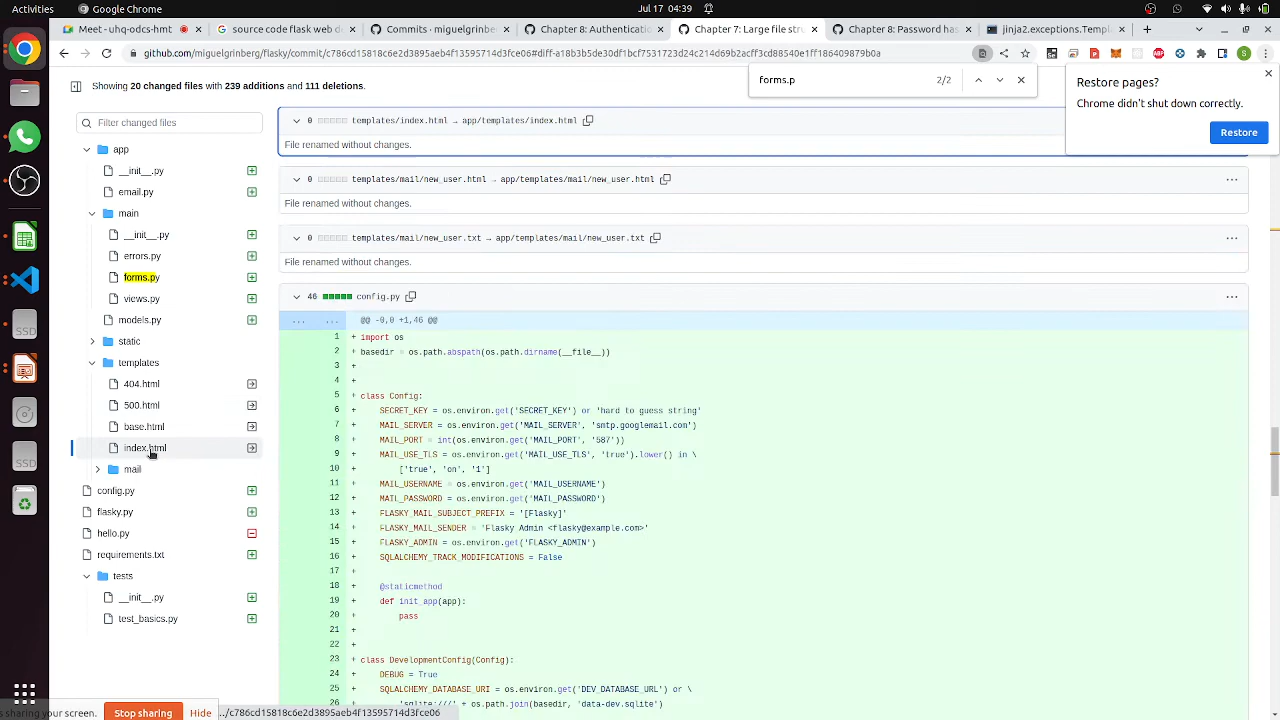 Activities
Google Chrome
Jul 17 04:39
Meet - uhq-ods-hmt
source code flask web d
Commits · miguelgrinber
Chapter 8: Authenticati
Chapter 7: Large file stru
Chapter 8: Password has
jinja2.exceptions.Templ
github.com/miguelgrinberg/flasky/commit/c786cd15818c6e2d3895aeb4f13595714d3fce06#diff-a18b3b5de30df1bcf7531723d24c214d69b2acff3cd88540e1ff186409879b0a
S
Showing 20 changed files with 239 additions and 111 deletions.
forms.p
2/2
Restore pages?
Chrome didn't shut down correctly.
Restore
Filter changed files
app
__init__.py
email.py
main
__init__.py
errors.py
forms.py
views.py
models.py
static
templates
404.html
500.html
base.html
index.html
mail
config.py
flasky.py
hello.py
requirements.txt
tests
__init__.py
test_basics.py
0 templates/index.html → app/templates/index.html
File renamed without changes.
0 templates/mail/new_user.html → app/templates/mail/new_user.html
File renamed without changes.
0 templates/mail/new_user.txt → app/templates/mail/new_user.txt
File renamed without changes.
46 config.py
... ... @@ -0,0 +1,46 @@
1 + import os
2 + basedir = os.path.abspath(os.path.dirname(__file__))
3 +
4 +
5 + class Config:
6 + SECRET_KEY = os.environ.get('SECRET_KEY') or 'hard to guess string'
7 + MAIL_SERVER = os.environ.get('MAIL_SERVER', 'smtp.googlemail.com')
8 + MAIL_PORT = int(os.environ.get('MAIL_PORT', '587'))
9 + MAIL_USE_TLS = os.environ.get('MAIL_USE_TLS', 'true').lower() in \
10 + ['true', 'on', '1']
11 + MAIL_USERNAME = os.environ.get('MAIL_USERNAME')
12 + MAIL_PASSWORD = os.environ.get('MAIL_PASSWORD')
13 + FLASKY_MAIL_SUBJECT_PREFIX = '[Flasky]'
14 + FLASKY_MAIL_SENDER = 'Flasky Admin <flasky@example.com>'
15 + FLASKY_ADMIN = os.environ.get('FLASKY_ADMIN')
16 + SQLALCHEMY_TRACK_MODIFICATIONS = False
17 +
18 + @staticmethod
19 + def init_app(app):
20 + pass
21 +
22 +
23 + class DevelopmentConfig(Config):
24 + DEBUG = True
25 + SQLALCHEMY_DATABASE_URI = os.environ.get('DEV_DATABASE_URL') or \
26 + 'sqlite:///' + os.path.join(basedir, 'data-dev.sqlite')
SSD
SSD
s sharing your screen.
Stop sharing
Hide
../c786cd15818c6e2d3895aeb4f13595714d3fce06